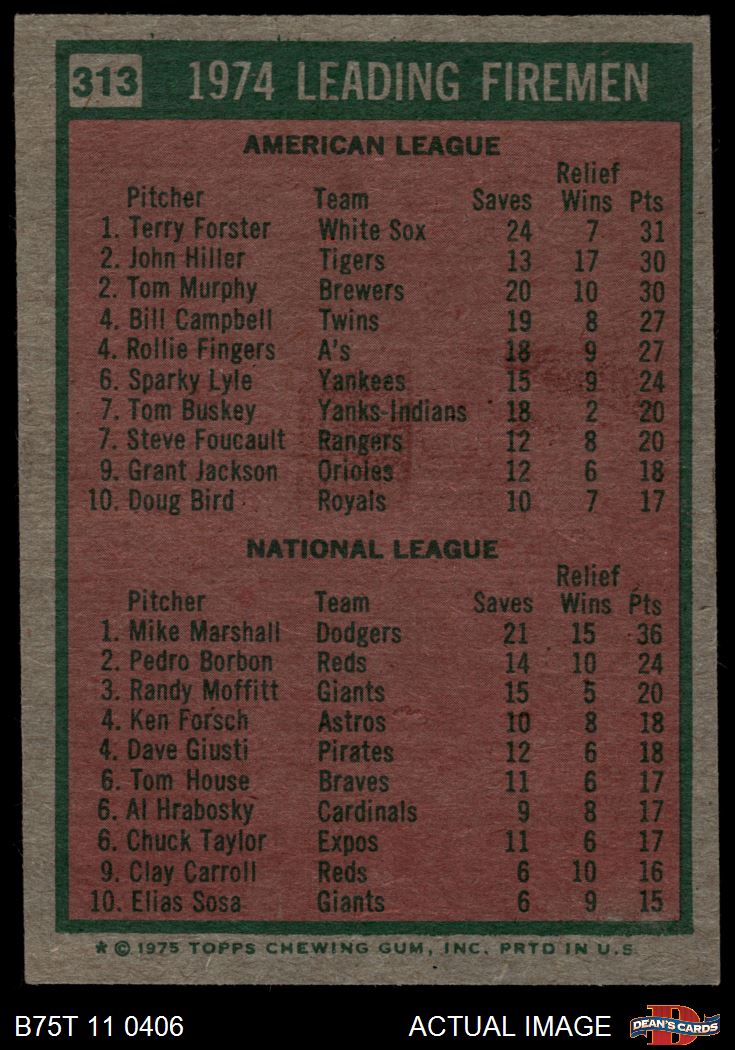 313 1974 LEADING FIREMEN
AMERICAN LEAGUE
Relief
Pitcher Team Saves Wins Pts
1. Terry Forster White Sox 24 7 31
2. John Hiller Tigers 13 17 30
2. Tom Murphy Brewers 20 10 30
4. Bill Campbell Twins 19 8 27
4. Rollie Fingers A's 18 9 27
6. Sparky Lyle Yankees 15 9 24
7. Tom Buskey Yanks-Indians 18 2 20
7. Steve Foucault Rangers 12 8 20
9. Grant Jackson Orioles 12 6 18
10. Doug Bird Royals 10 7 17
NATIONAL LEAGUE
Relief
Pitcher Team Saves Wins Pts
1. Mike Marshall Dodgers 21 15 36
2. Pedro Borbon Reds 14 10 24
3. Randy Moffitt Giants 15 5 20
4. Ken Forsch Astros 10 8 18
4. Dave Giusti Pirates 12 6 18
6. Tom House Braves 11 6 17
6. Al Hrabosky Cardinals 9 8 17
6. Chuck Taylor Expos 11 6 17
9. Clay Carroll Reds 6 10 16
10. Elias Sosa Giants 6 9 15
* © 1975 TOPPS CHEWING GUM, INC. PRTD IN U.S.
B75T 11 0406 ACTUAL IMAGE DEAN'S CARDS